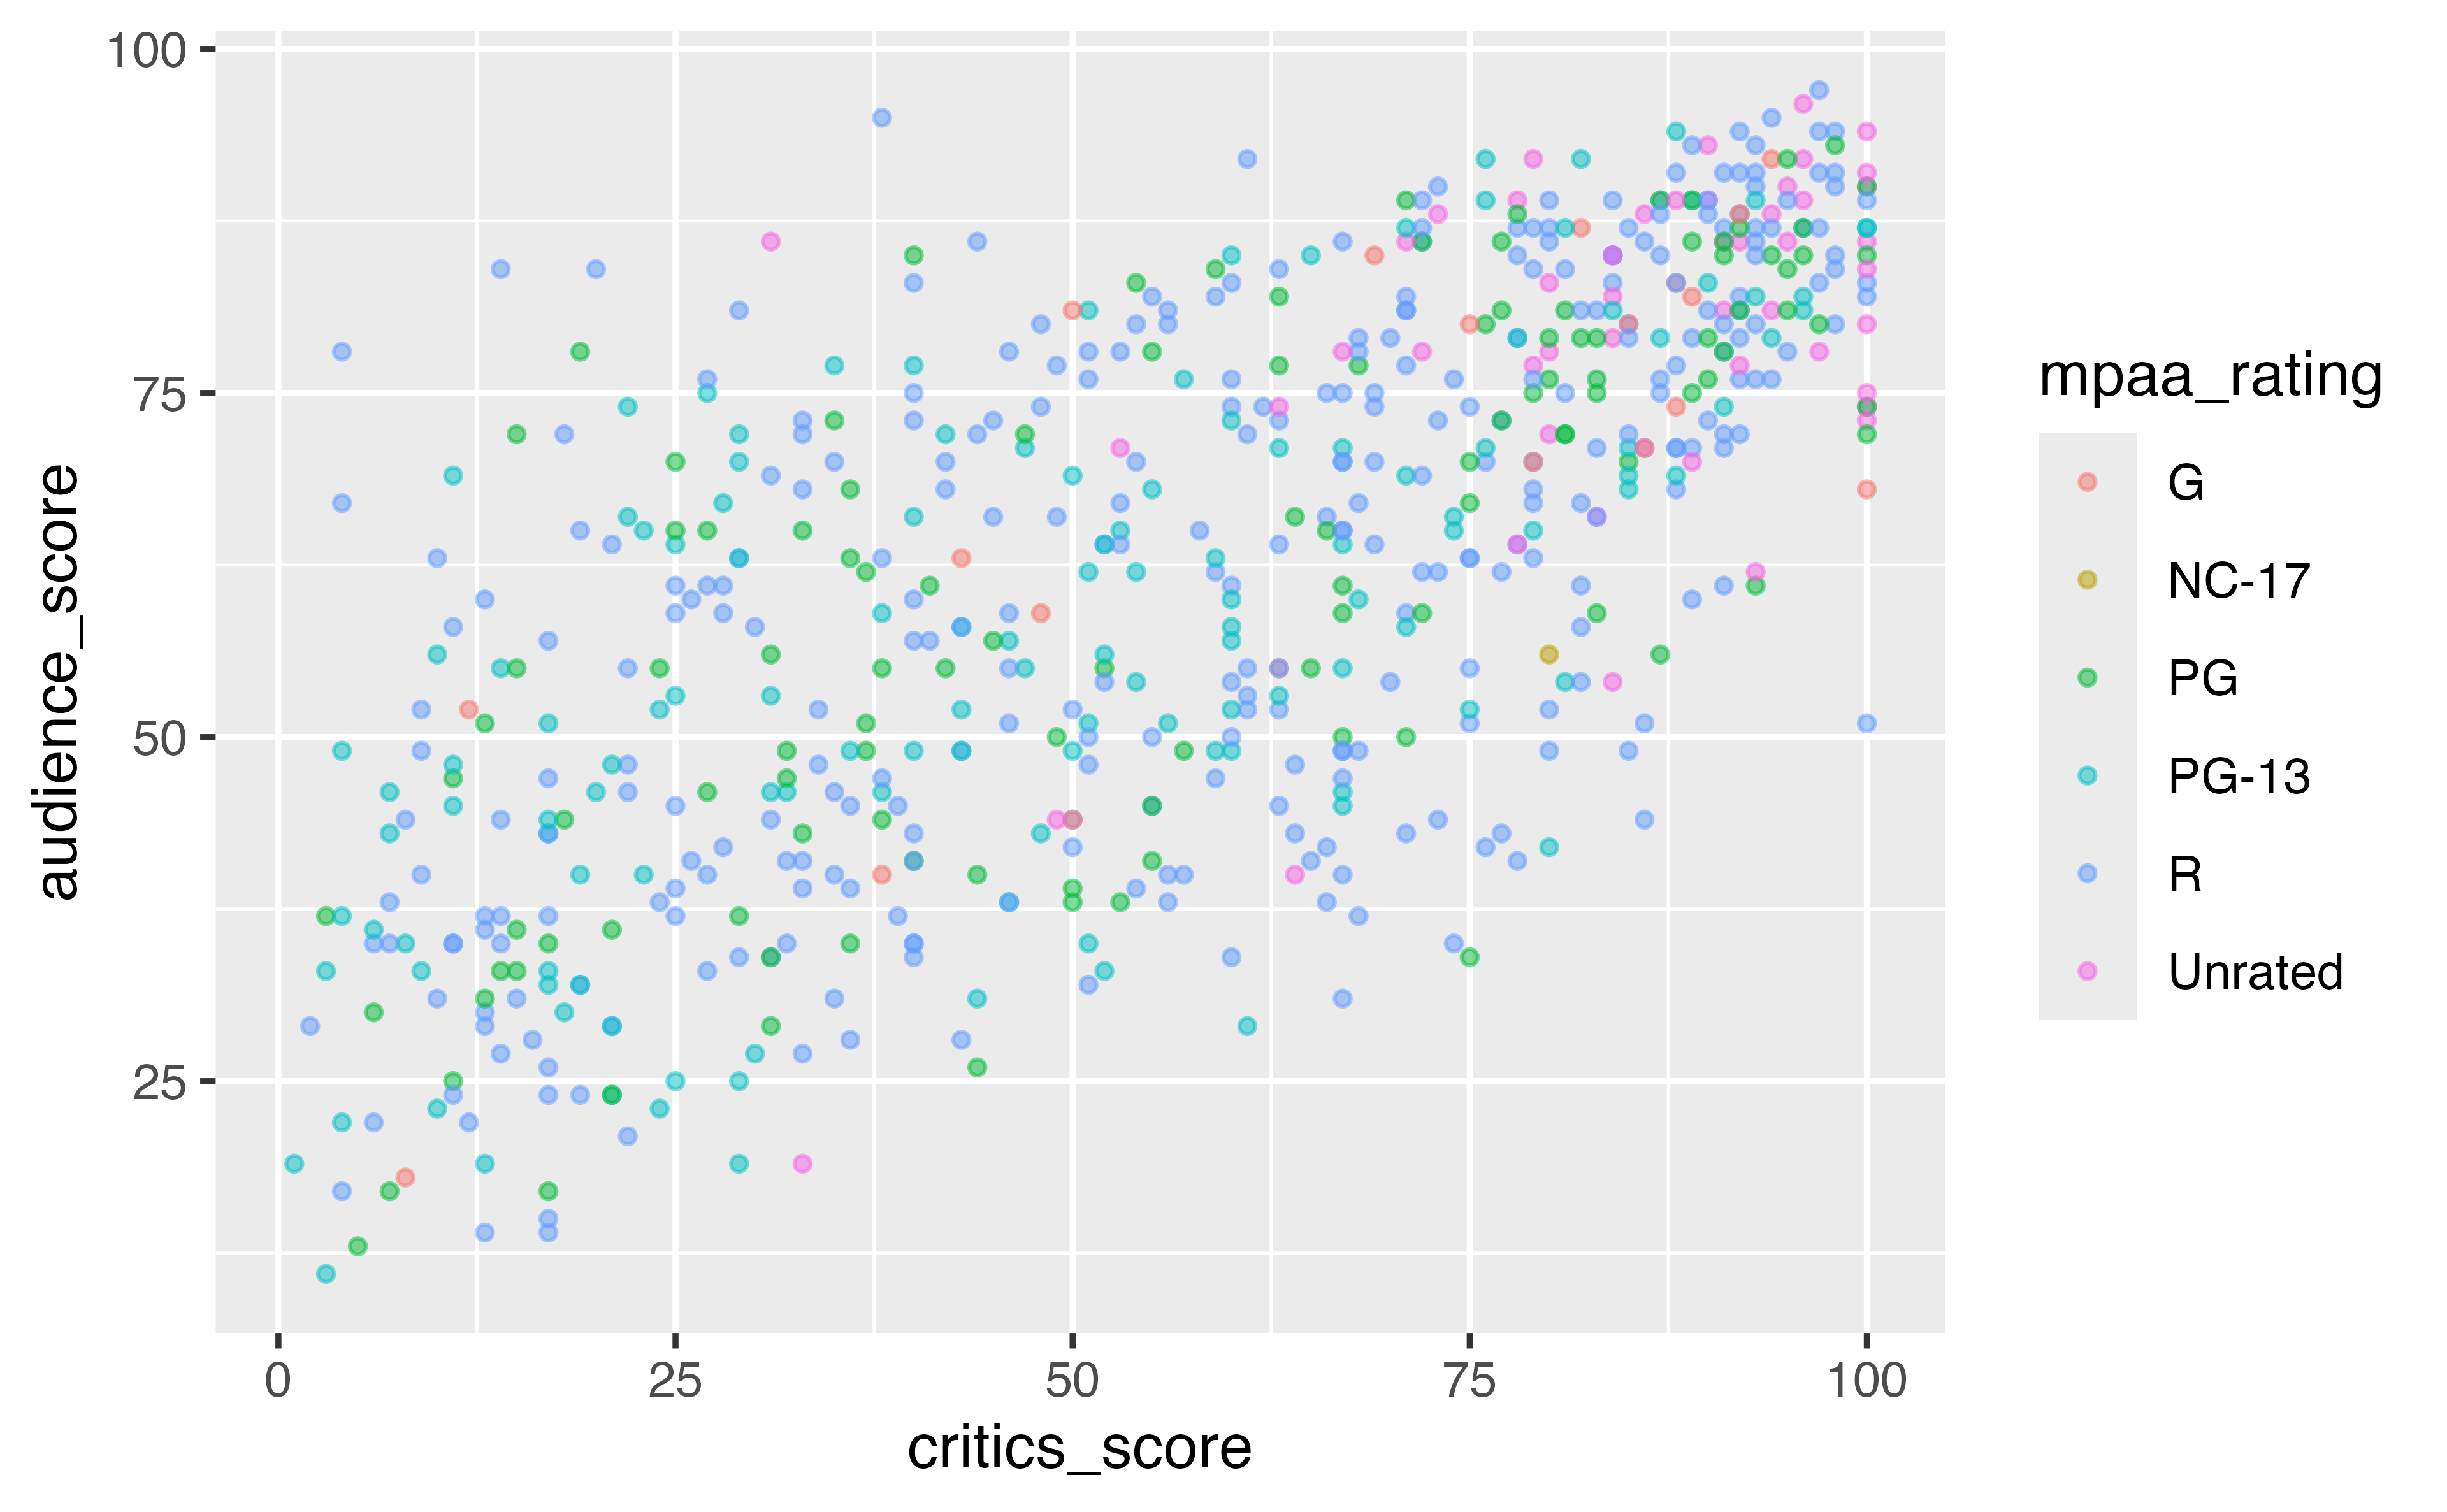 100
75
50
25
audience_score
0 25 50 75 100
critics_score
mpaa_rating
G
NC-17
PG
PG-13
R
Unrated